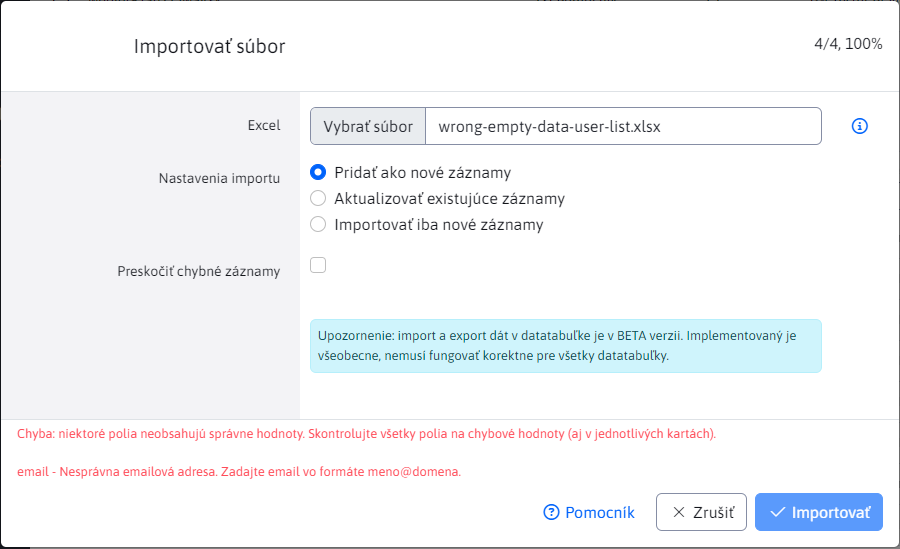 Importovať súbor
4/4, 100%
Excel
Vybrať súbor
wrong-empty-data-user-list.xlsx
Nastavenia importu
Pridať ako nové záznamy
Aktualizovať existujúce záznamy
Importovať iba nové záznamy
Preskočiť chybné záznamy
Upozornenie: import a export dát v datatabuľke je v BETA verzii. Implementovaný je
všeobecne, nemusí fungovať korektne pre všetky datatabuľky.
Chyba: niektoré polia neobsahujú správne hodnoty. Skontrolujte všetky polia na chybové hodnoty (aj v jednotlivých kartách).
email - Nesprávna emailová adresa. Zadajte email vo formáte meno@domena.
Pomocník
Zrušiť
Importovať